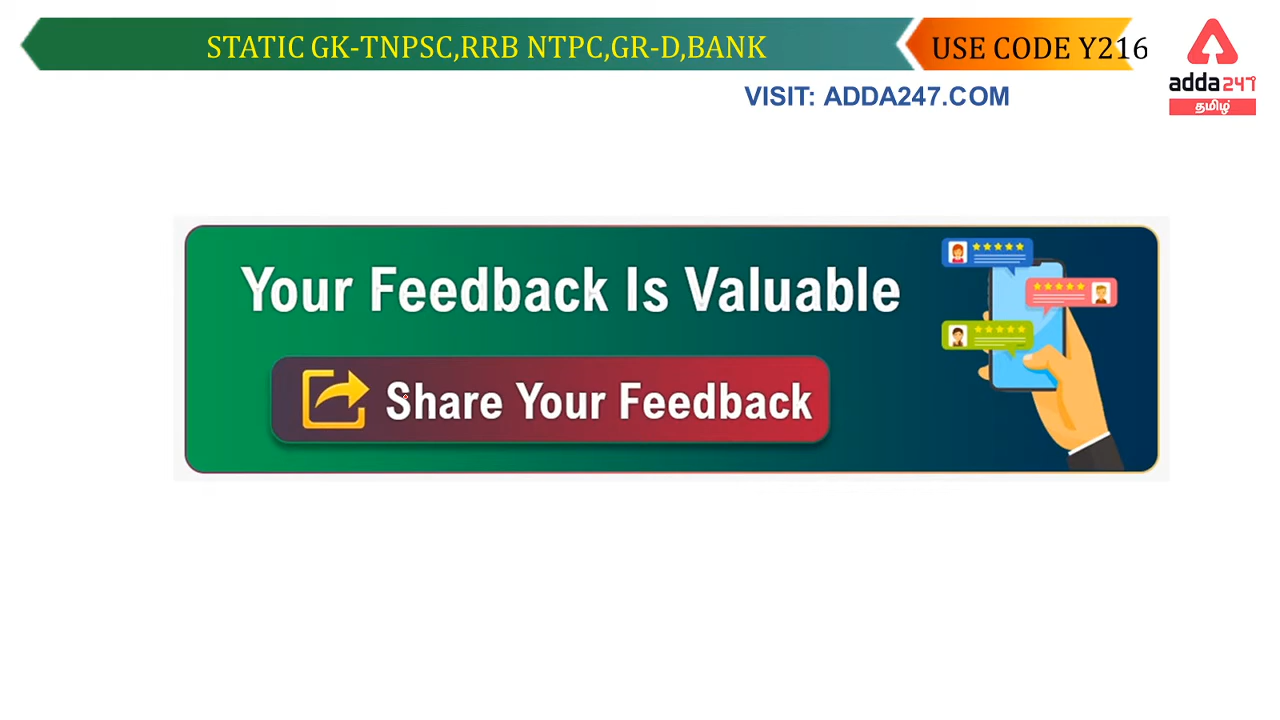 STATIC GK-TNPSC,RRB NTPC,GR-D,BANK
USE CODE Y216
adda247
தமிழ்
VISIT: ADDA247.COM
Your Feedback Is Valuable
Share Your Feedback